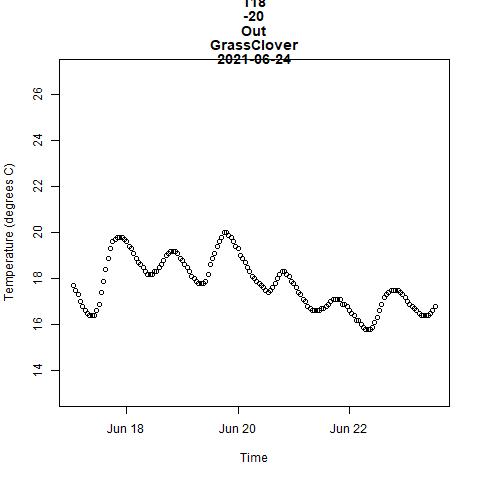 T18
-20
Out
GrassClover
2021-06-24
Temperature (degrees C)
26
24
22
20
18
16
14
Jun 18
Jun 20
Jun 22
Time